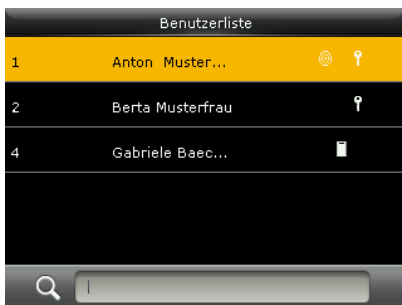 Benutzerliste
1 Anton Muster...
2 Berta Musterfrau
4 Gabriele Baec...